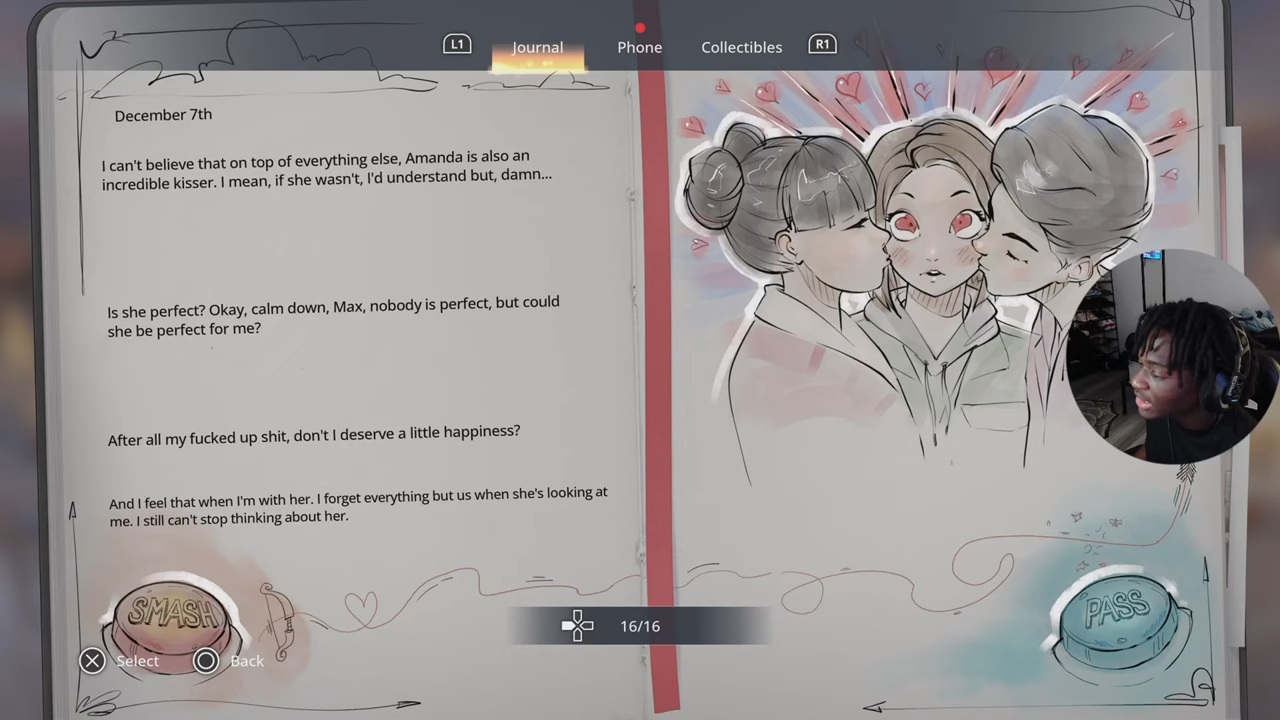 L1 Journal Phone Collectibles R1
December 7th
I can't believe that on top of everything else, Amanda is also an
incredible kisser. I mean, if she wasn't, I'd understand but, damn...
Is she perfect? Okay, calm down, Max, nobody is perfect, but could
she be perfect for me?
After all my fucked up shit, don't I deserve a little happiness?
And I feel that when I'm with her. I forget everything but us when she's looking at
me. I still can't stop thinking about her.
SMASH
PASS
16/16
Select Back